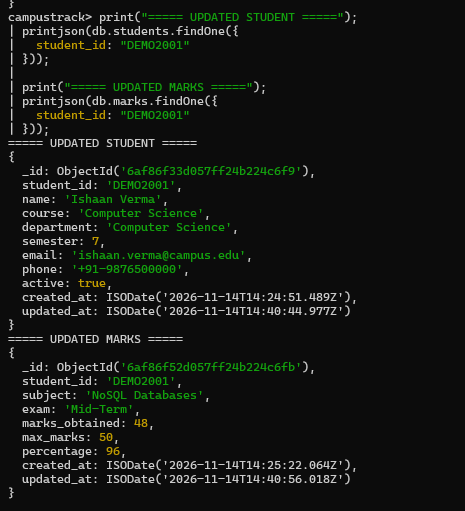 }
campustrack> print("===== UPDATED STUDENT =====");
| printjson(db.students.findOne({
|   student_id: "DEMO2001"
| }));
|
| print("===== UPDATED MARKS =====");
| printjson(db.marks.findOne({
|   student_id: "DEMO2001"
| }));
===== UPDATED STUDENT =====
{
  _id: ObjectId('6af86f33d057ff24b224c6f9'),
  student_id: 'DEMO2001',
  name: 'Ishaan Verma',
  course: 'Computer Science',
  department: 'Computer Science',
  semester: 7,
  email: 'ishaan.verma@campus.edu',
  phone: '+91-9876500000',
  active: true,
  created_at: ISODate('2026-11-14T14:24:51.489Z'),
  updated_at: ISODate('2026-11-14T14:40:44.977Z')
}
===== UPDATED MARKS =====
{
  _id: ObjectId('6af86f52d057ff24b224c6fb'),
  student_id: 'DEMO2001',
  subject: 'NoSQL Databases',
  exam: 'Mid-Term',
  marks_obtained: 48,
  max_marks: 50,
  percentage: 96,
  created_at: ISODate('2026-11-14T14:25:22.064Z'),
  updated_at: ISODate('2026-11-14T14:40:56.018Z')
}